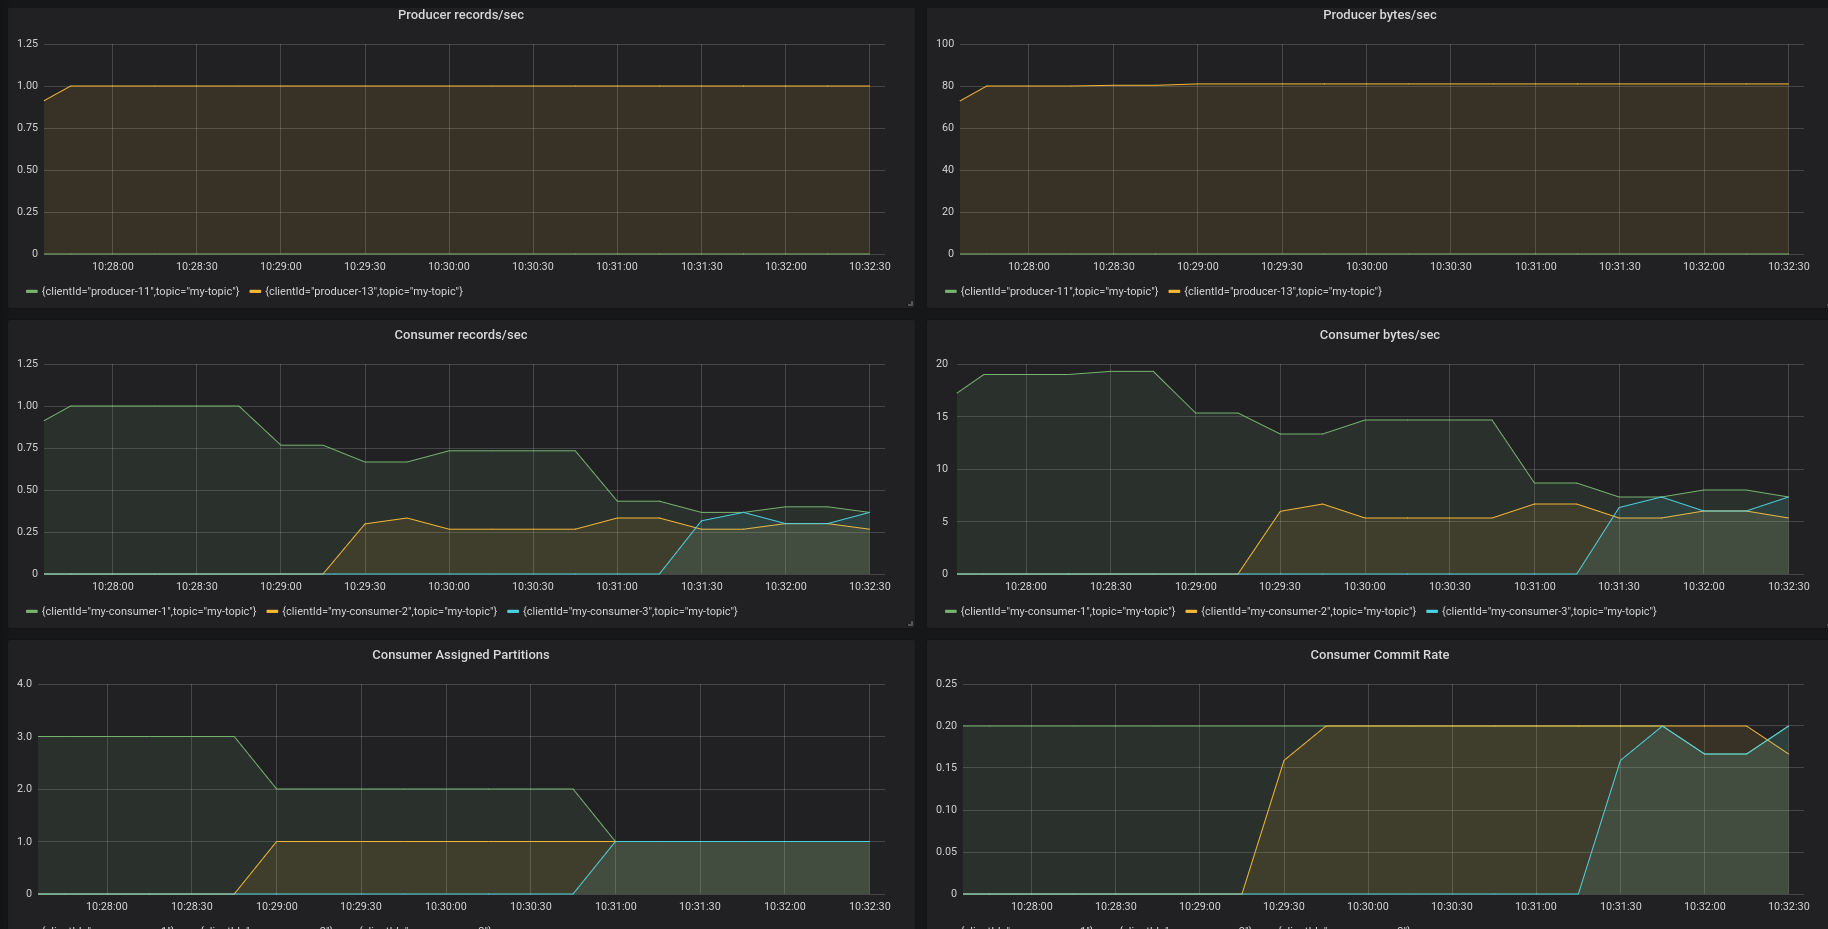 Producer records/sec
1.25
1.00
0.75
0.50
0.25
0
10:28:00 10:28:30 10:29:00 10:29:30 10:30:00 10:30:30 10:31:00 10:31:30 10:32:00 10:32:30
{clientId="producer-11",topic="my-topic"} {clientId="producer-13",topic="my-topic"}
Producer bytes/sec
100
80
60
40
20
0
10:28:00 10:28:30 10:29:00 10:29:30 10:30:00 10:30:30 10:31:00 10:31:30 10:32:00 10:32:30
{clientId="producer-11",topic="my-topic"} {clientId="producer-13",topic="my-topic"}
Consumer records/sec
1.25
1.00
0.75
0.50
0.25
0
10:28:00 10:28:30 10:29:00 10:29:30 10:30:00 10:30:30 10:31:00 10:31:30 10:32:00 10:32:30
{clientId="my-consumer-1",topic="my-topic"} {clientId="my-consumer-2",topic="my-topic"} {clientId="my-consumer-3",topic="my-topic"}
Consumer bytes/sec
20
15
10
5
0
10:28:00 10:28:30 10:29:00 10:29:30 10:30:00 10:30:30 10:31:00 10:31:30 10:32:00 10:32:30
{clientId="my-consumer-1",topic="my-topic"} {clientId="my-consumer-2",topic="my-topic"} {clientId="my-consumer-3",topic="my-topic"}
Consumer Assigned Partitions
4.0
3.0
2.0
1.0
0
10:28:00 10:28:30 10:29:00 10:29:30 10:30:00 10:30:30 10:31:00 10:31:30 10:32:00 10:32:30
Consumer Commit Rate
0.25
0.20
0.15
0.10
0.05
0
10:28:00 10:28:30 10:29:00 10:29:30 10:30:00 10:30:30 10:31:00 10:31:30 10:32:00 10:32:30